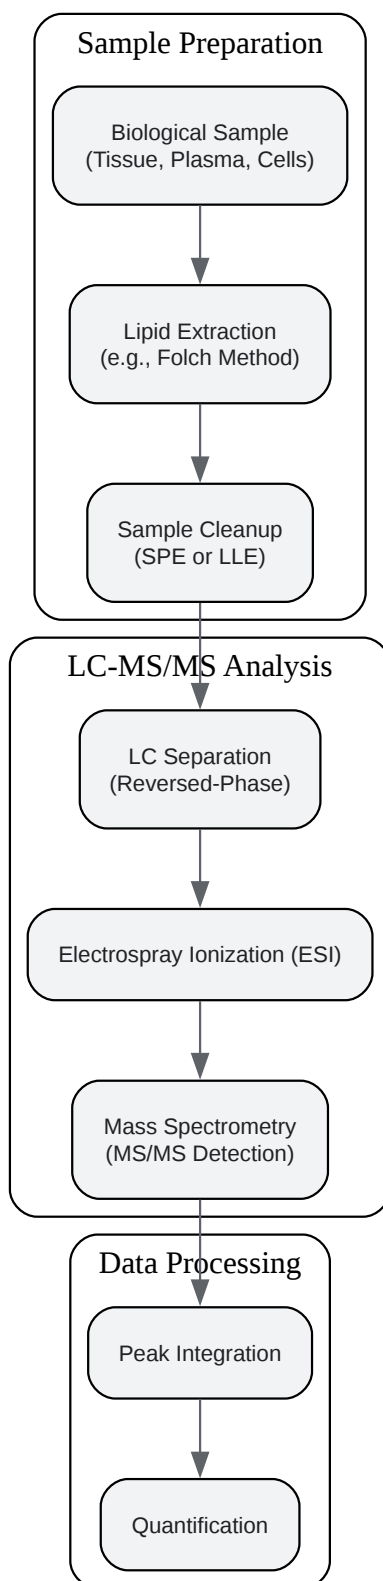 Sample Preparation
Biological Sample
(Tissue, Plasma, Cells)
Lipid Extraction
(e.g., Folch Method)
Sample Cleanup
(SPE or LLE)
LC-MS/MS Analysis
LC Separation
(Reversed-Phase)
Electrospray Ionization (ESI)
Mass Spectrometry
(MS/MS Detection)
Data Processing
Peak Integration
Quantification